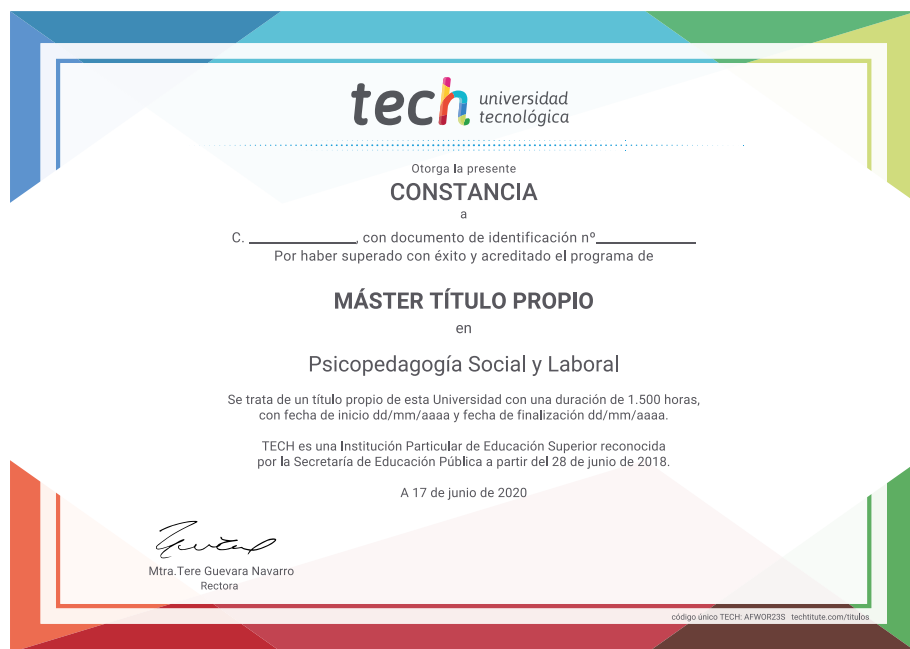 tech universidad
tecnológica
Otorga la presente
CONSTANCIA
a
C. ____________, con documento de identificación nº____________
Por haber superado con éxito y acreditado el programa de
MÁSTER TÍTULO PROPIO
en
Psicopedagogía Social y Laboral
Se trata de un título propio de esta Universidad con una duración de 1.500 horas,
con fecha de inicio dd/mm/aaaa y fecha de finalización dd/mm/aaaa.
TECH es una Institución Particular de Educación Superior reconocida
por la Secretaría de Educación Pública a partir del 28 de junio de 2018.
A 17 de junio de 2020
Mtra.Tere Guevara Navarro
Rectora
código único TECH: AFWOR23S techtitute.com/titulos